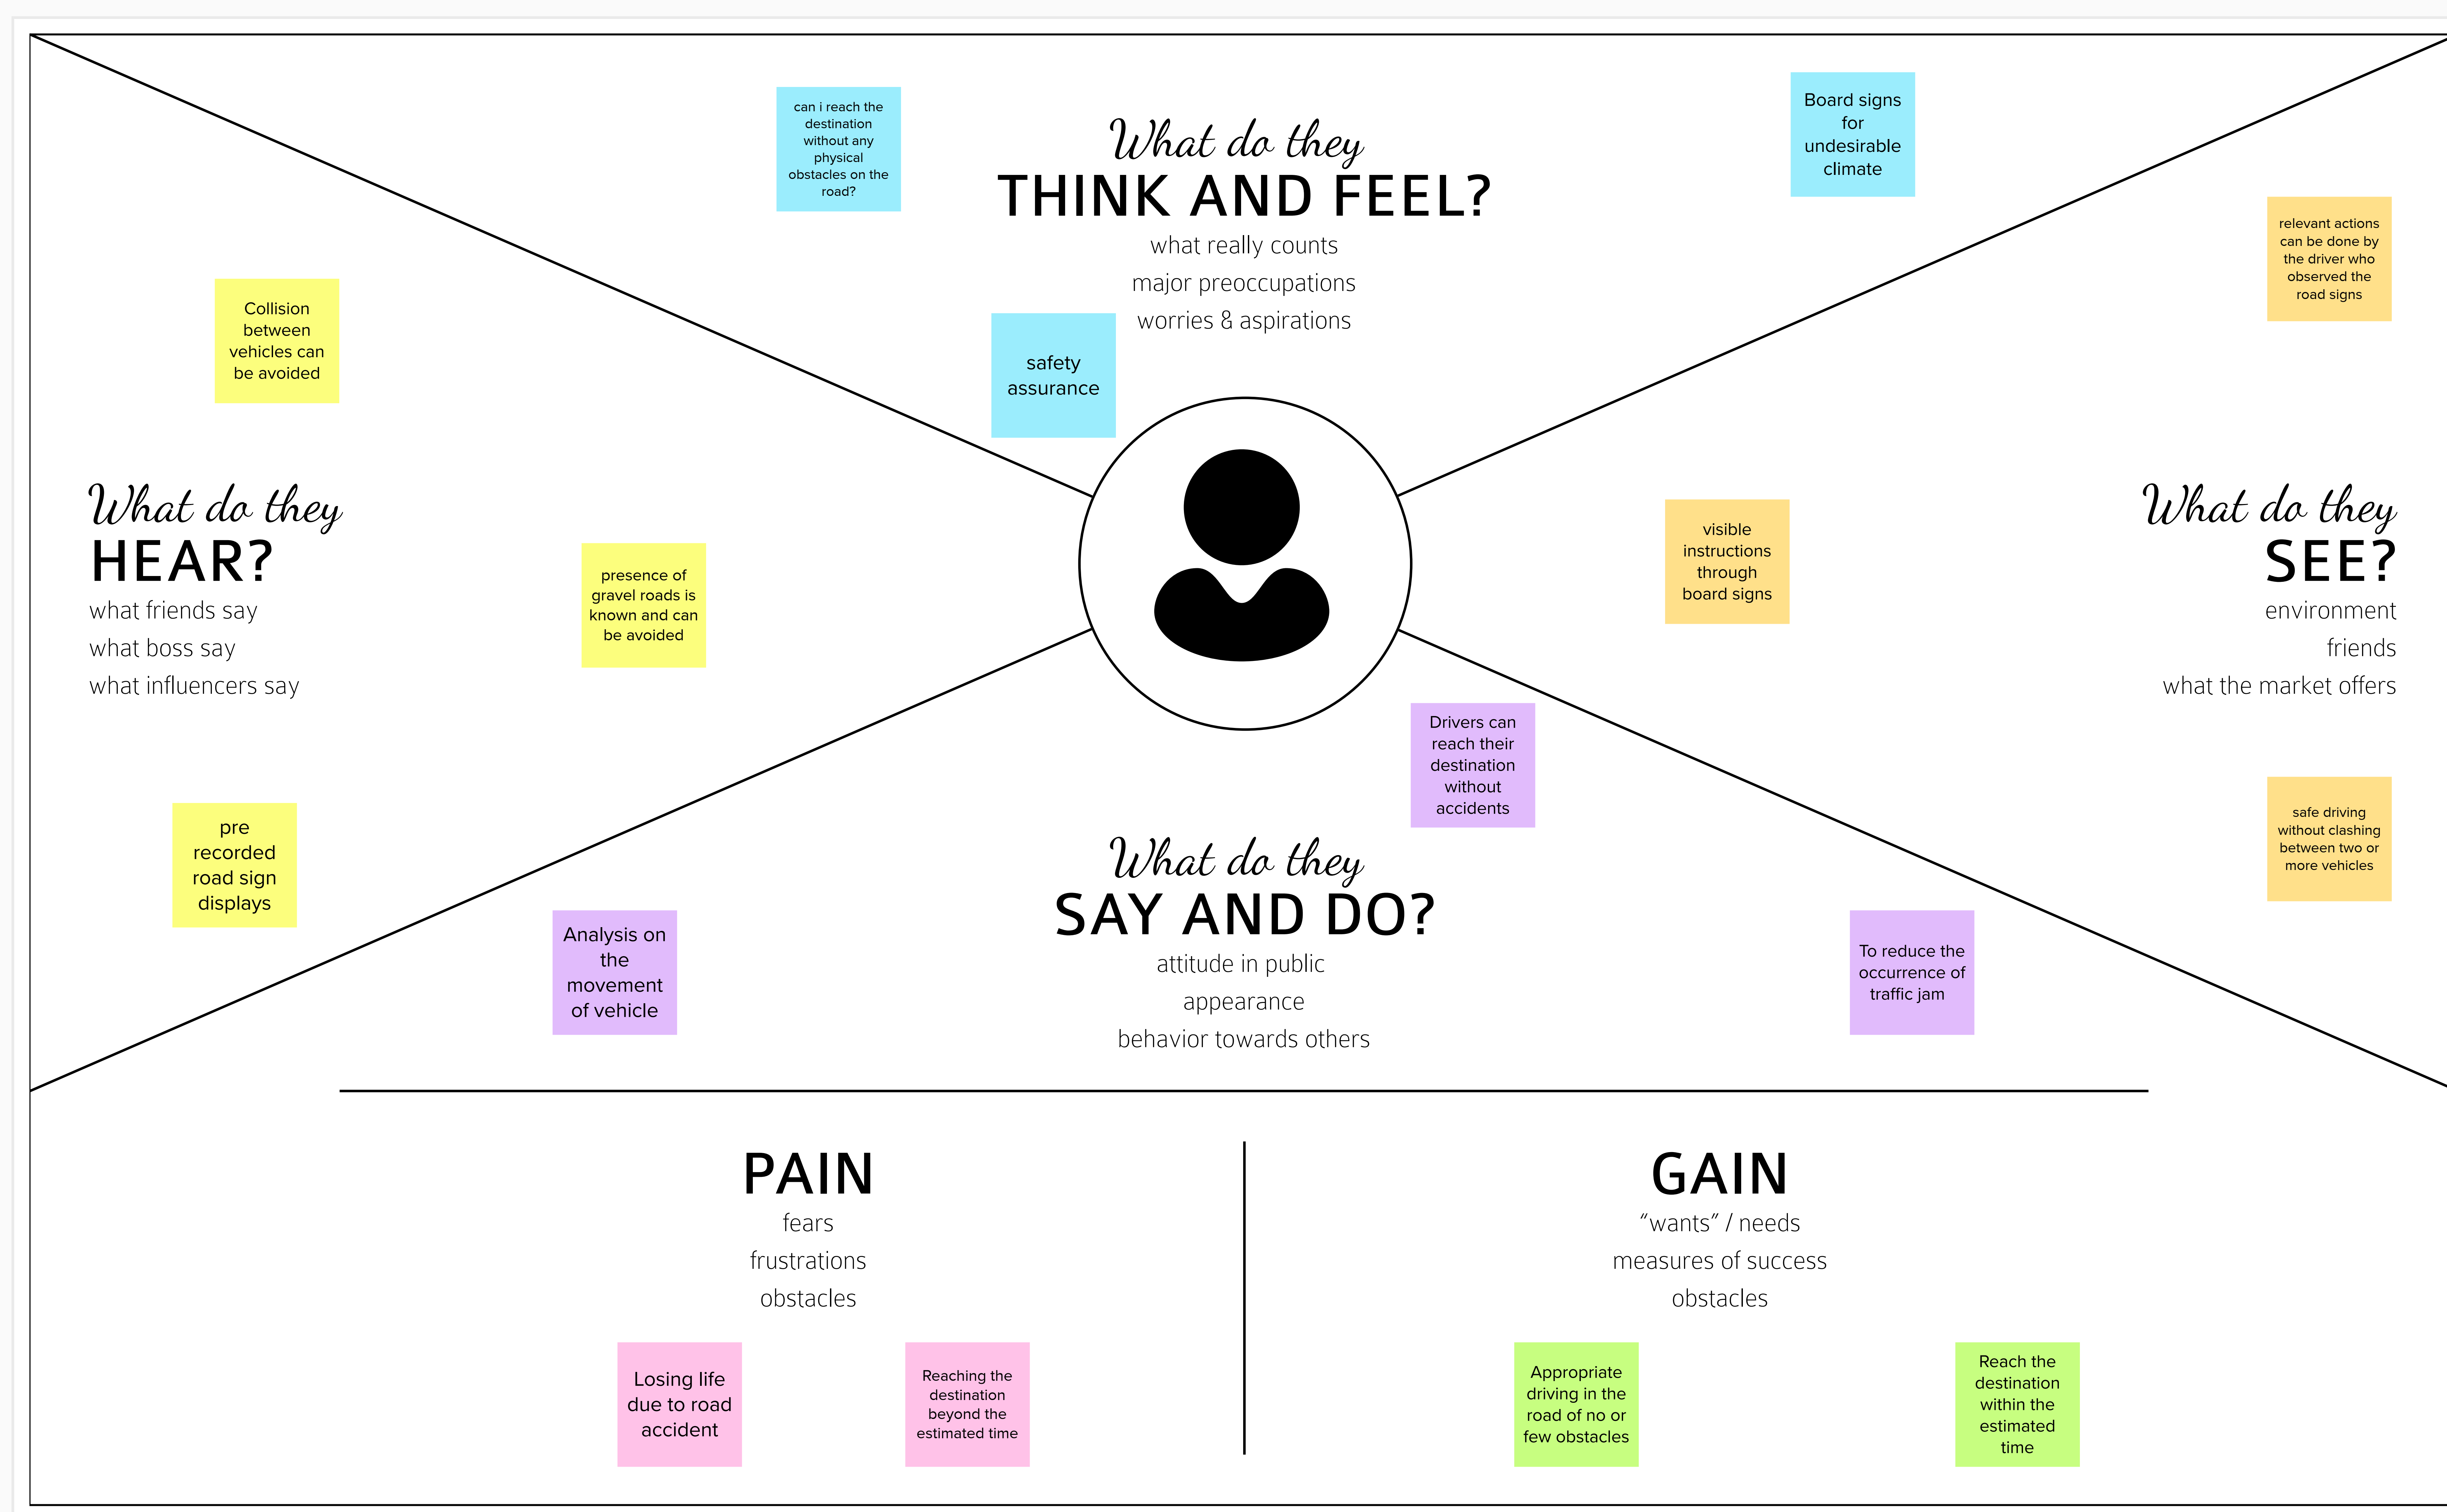 What do they
THINK AND FEEL?
what really counts
major preoccupations
worries & aspirations
can i reach the
destination
without any
physical
obstacles on the
road?
Board signs
for
undesirable
climate
safety
assurance
What do they
HEAR?
what friends say
what boss say
what influencers say
Collision
between
vehicles can
be avoided
presence of
gravel roads is
known and can
be avoided
pre
recorded
road sign
displays
What do they
SEE?
environment
friends
what the market offers
relevant actions
can be done by
the driver who
observed the
road signs
visible
instructions
through
board signs
safe driving
without clashing
between two or
more vehicles
What do they
SAY AND DO?
attitude in public
appearance
behavior towards others
Drivers can
reach their
destination
without
accidents
Analysis on
the
movement
of vehicle
To reduce the
occurrence of
traffic jam
PAIN
fears
frustrations
obstacles
Losing life
due to road
accident
Reaching the
destination
beyond the
estimated time
GAIN
“wants” / needs
measures of success
obstacles
Appropriate
driving in the
road of no or
few obstacles
Reach the
destination
within the
estimated
time